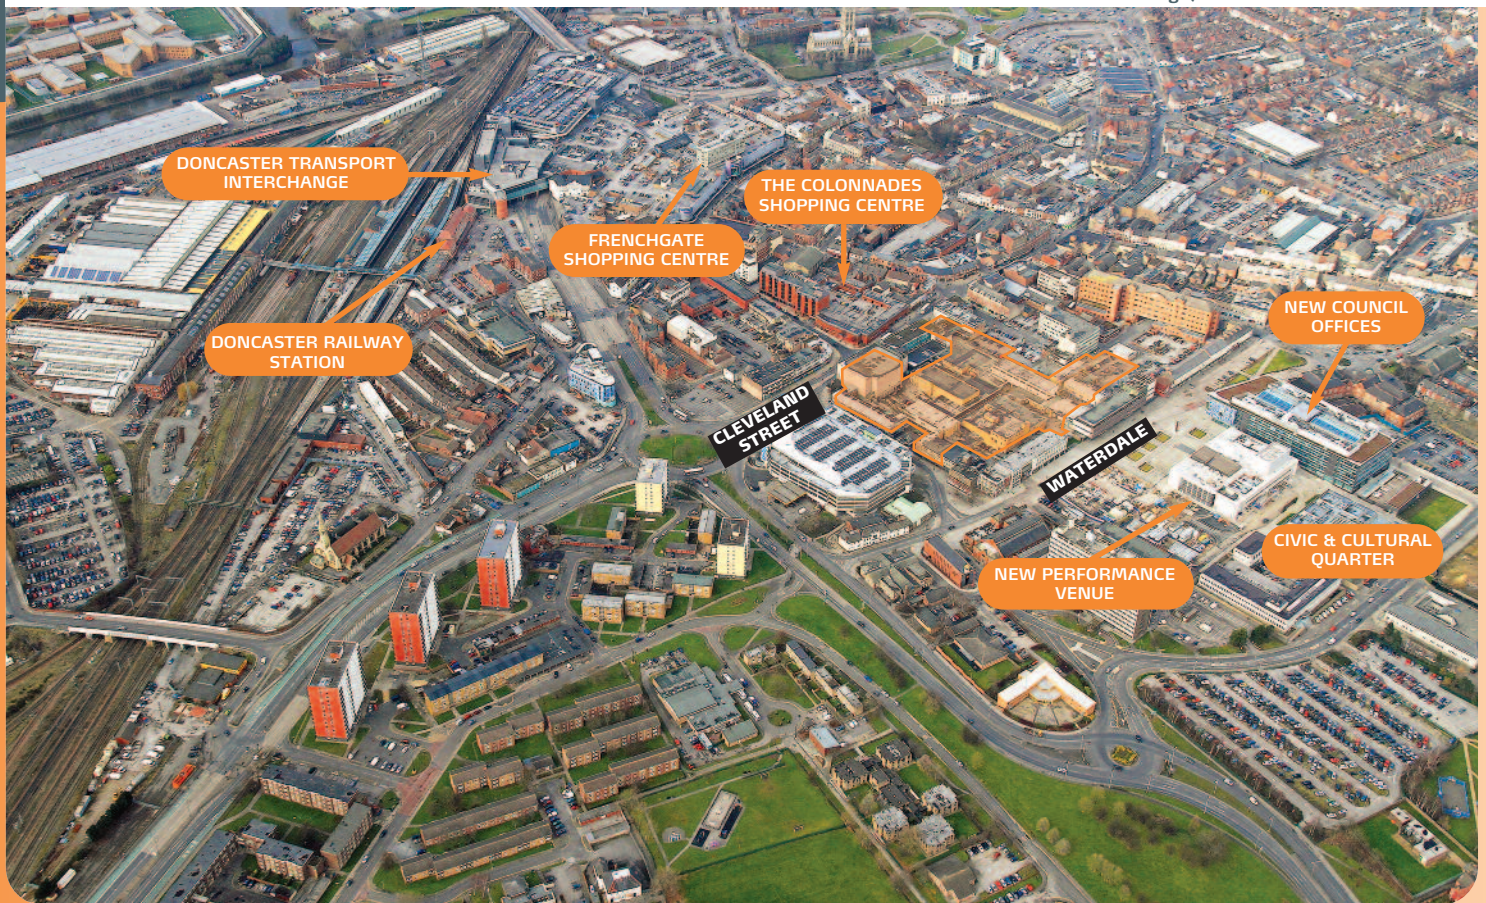 DONCASTER TRANSPORT
INTERCHANGE
THE COLONNADES
SHOPPING CENTRE
FRENCHGATE
SHOPPING CENTRE
NEW COUNCIL
OFFICES
DONCASTER RAILWAY
STATION
CLEVELAND
STREET
WATERDALE
CIVIC & CULTURAL
QUARTER
NEW PERFORMANCE
VENUE